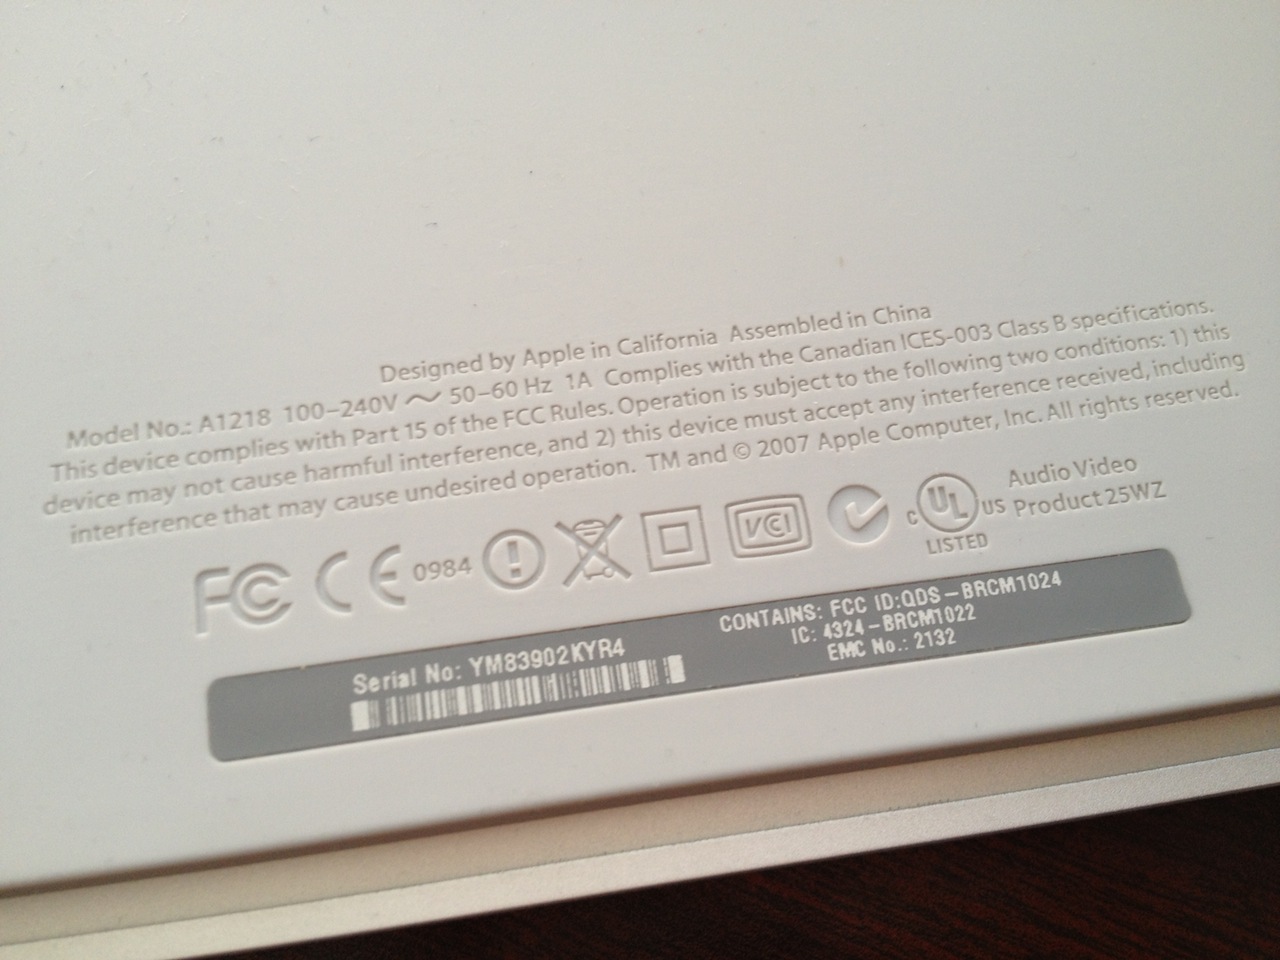 Designed by Apple in California Assembled in China
Model No.: A1218 100–240V ~ 50–60 Hz 1A Complies with the Canadian ICES-003 Class B specifications.
This device complies with Part 15 of the FCC Rules. Operation is subject to the following two conditions: 1) this
device may not cause harmful interference, and 2) this device must accept any interference received, including
interference that may cause undesired operation. TM and © 2007 Apple Computer, Inc. All rights reserved.
FC CE 0984 ! VCI C UL US Audio Video
LISTED Product 25WZ
Serial No: YM83902KYR4
CONTAINS: FCC ID:QDS-BRCM1024
IC: 4324-BRCM1022
EMC No.: 2132